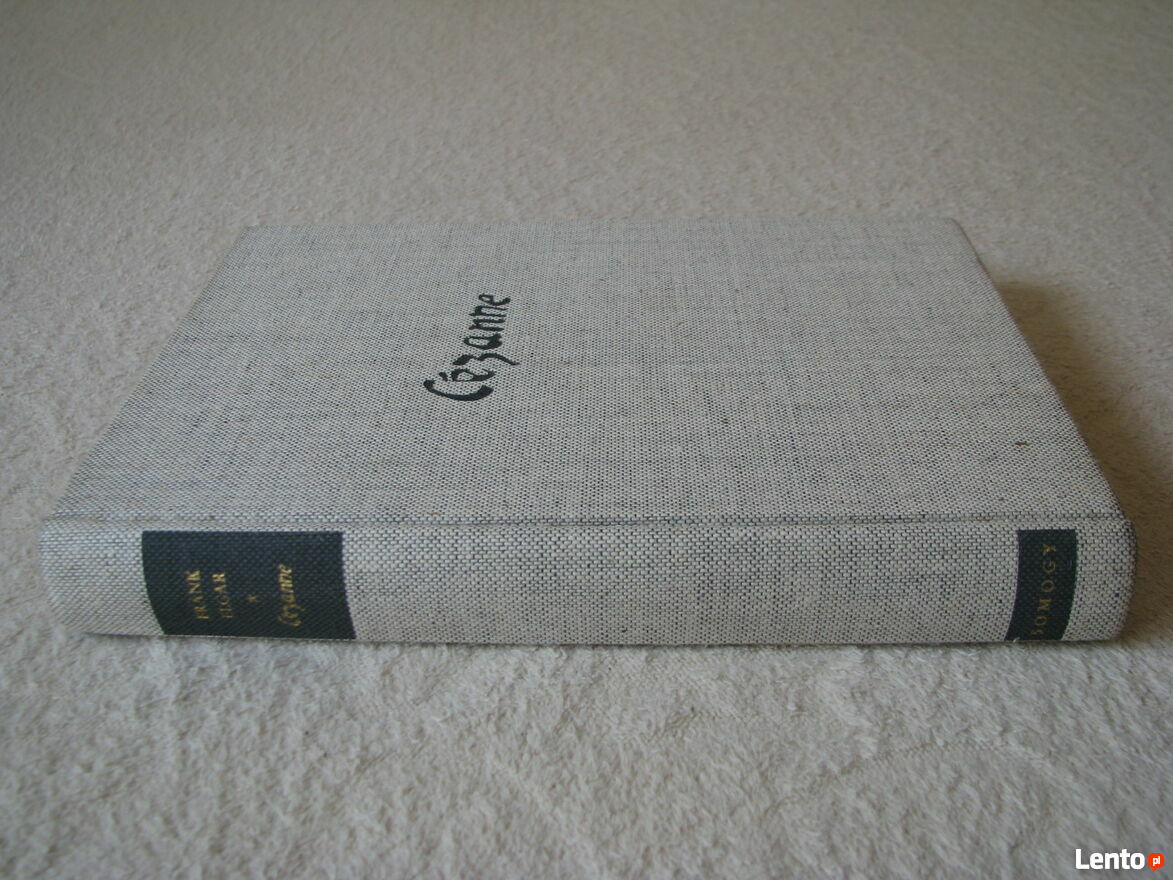 Cézanne
FRANK
ELGAR
*
Cézanne
SOMOGY
Lento pl